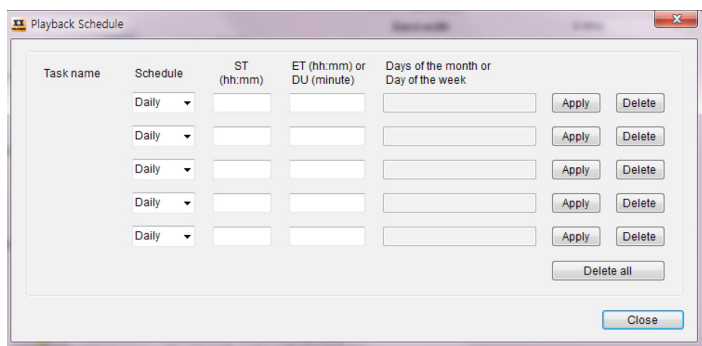 Playback Schedule
Task name Schedule ST (hh:mm) ET (hh:mm) or DU (minute) Days of the month or Day of the week
Daily Apply Delete
Daily Apply Delete
Daily Apply Delete
Daily Apply Delete
Daily Apply Delete
Delete all
Close